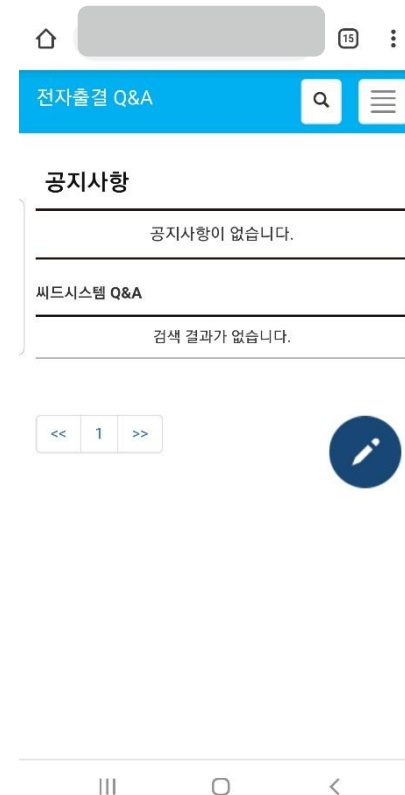 15
전자출결 Q&A
공지사항
공지사항이 없습니다.
씨드시스템 Q&A
검색 결과가 없습니다.
<< 1 >>